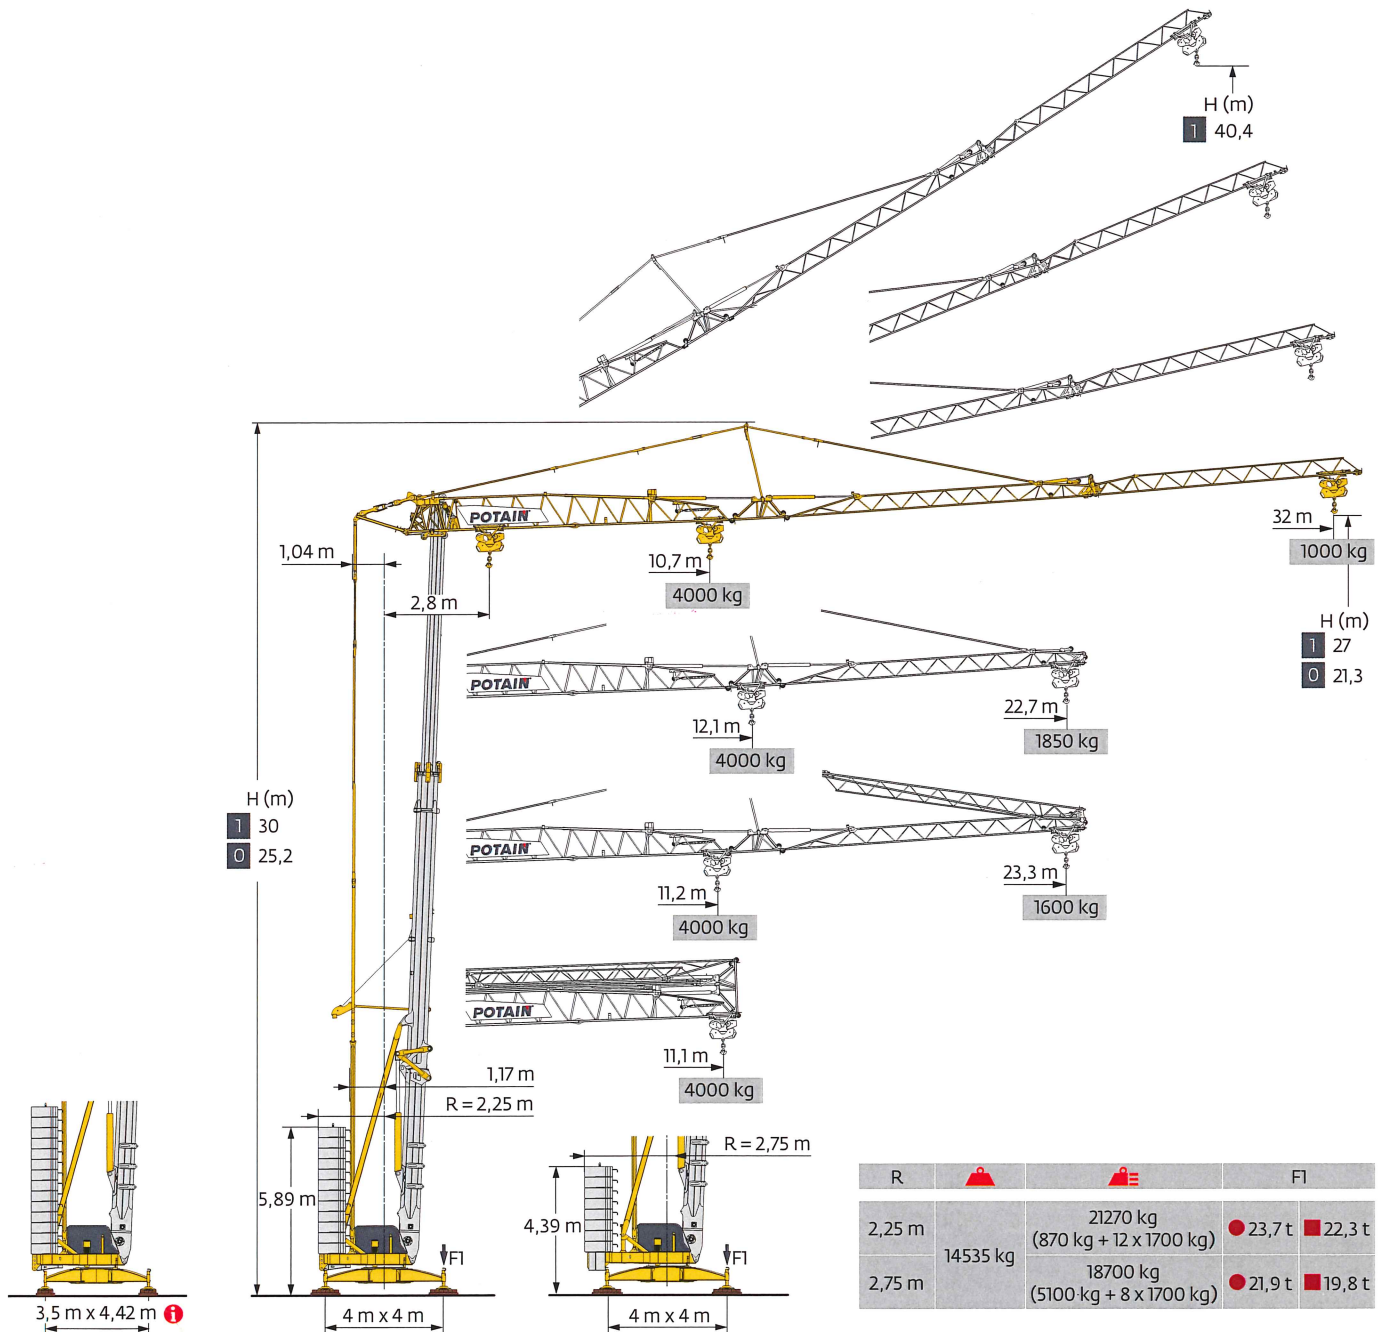 H (m)
1 40,4
POTAIN
1,04 m
2,8 m
10,7 m
4000 kg
32 m
1000 kg
H (m)
1 27
0 21,3
POTAIN
12,1 m
4000 kg
22,7 m
1850 kg
H (m)
1 30
0 25,2
POTAIN
11,2 m
4000 kg
23,3 m
1600 kg
POTAIN
11,1 m
4000 kg
1,17 m
R = 2,25 m
5,89 m
F1
3,5 m x 4,42 m i
4 m x 4 m
R = 2,75 m
4,39 m
F1
4 m x 4 m
R F1
2,25 m 14535 kg 21270 kg (870 kg + 12 x 1700 kg) 23,7 t 22,3 t
2,75 m 18700 kg (5100 kg + 8 x 1700 kg) 21,9 t 19,8 t